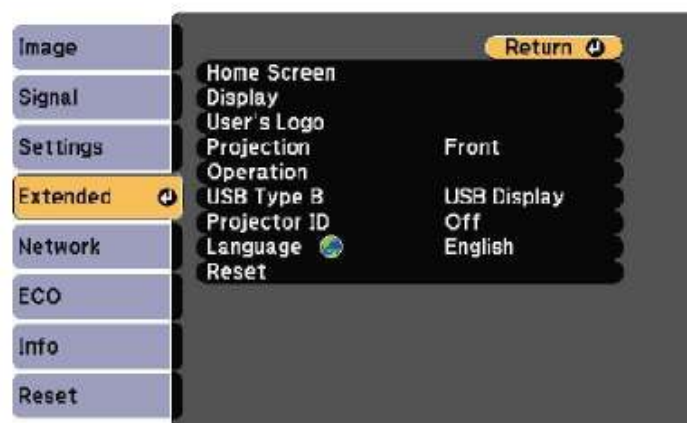 Image
Signal
Settings
Extended
Network
ECO
Info
Reset
Return
Home Screen
Display
User's Logo
Projection Front
Operation
USB Type B USB Display
Projector ID Off
Language English
Reset